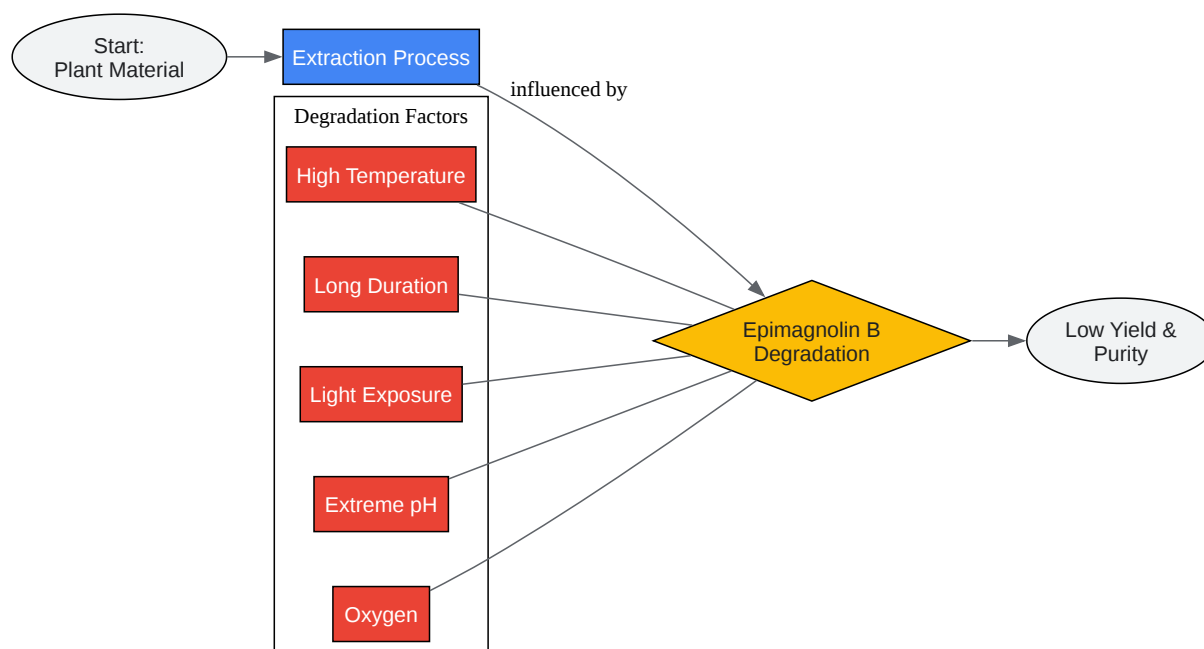 Start:
Plant Material
Extraction Process
influenced by
Degradation Factors
High Temperature
Long Duration
Light Exposure
Extreme pH
Oxygen
Epimagnolin B
Degradation
Low Yield &
Purity